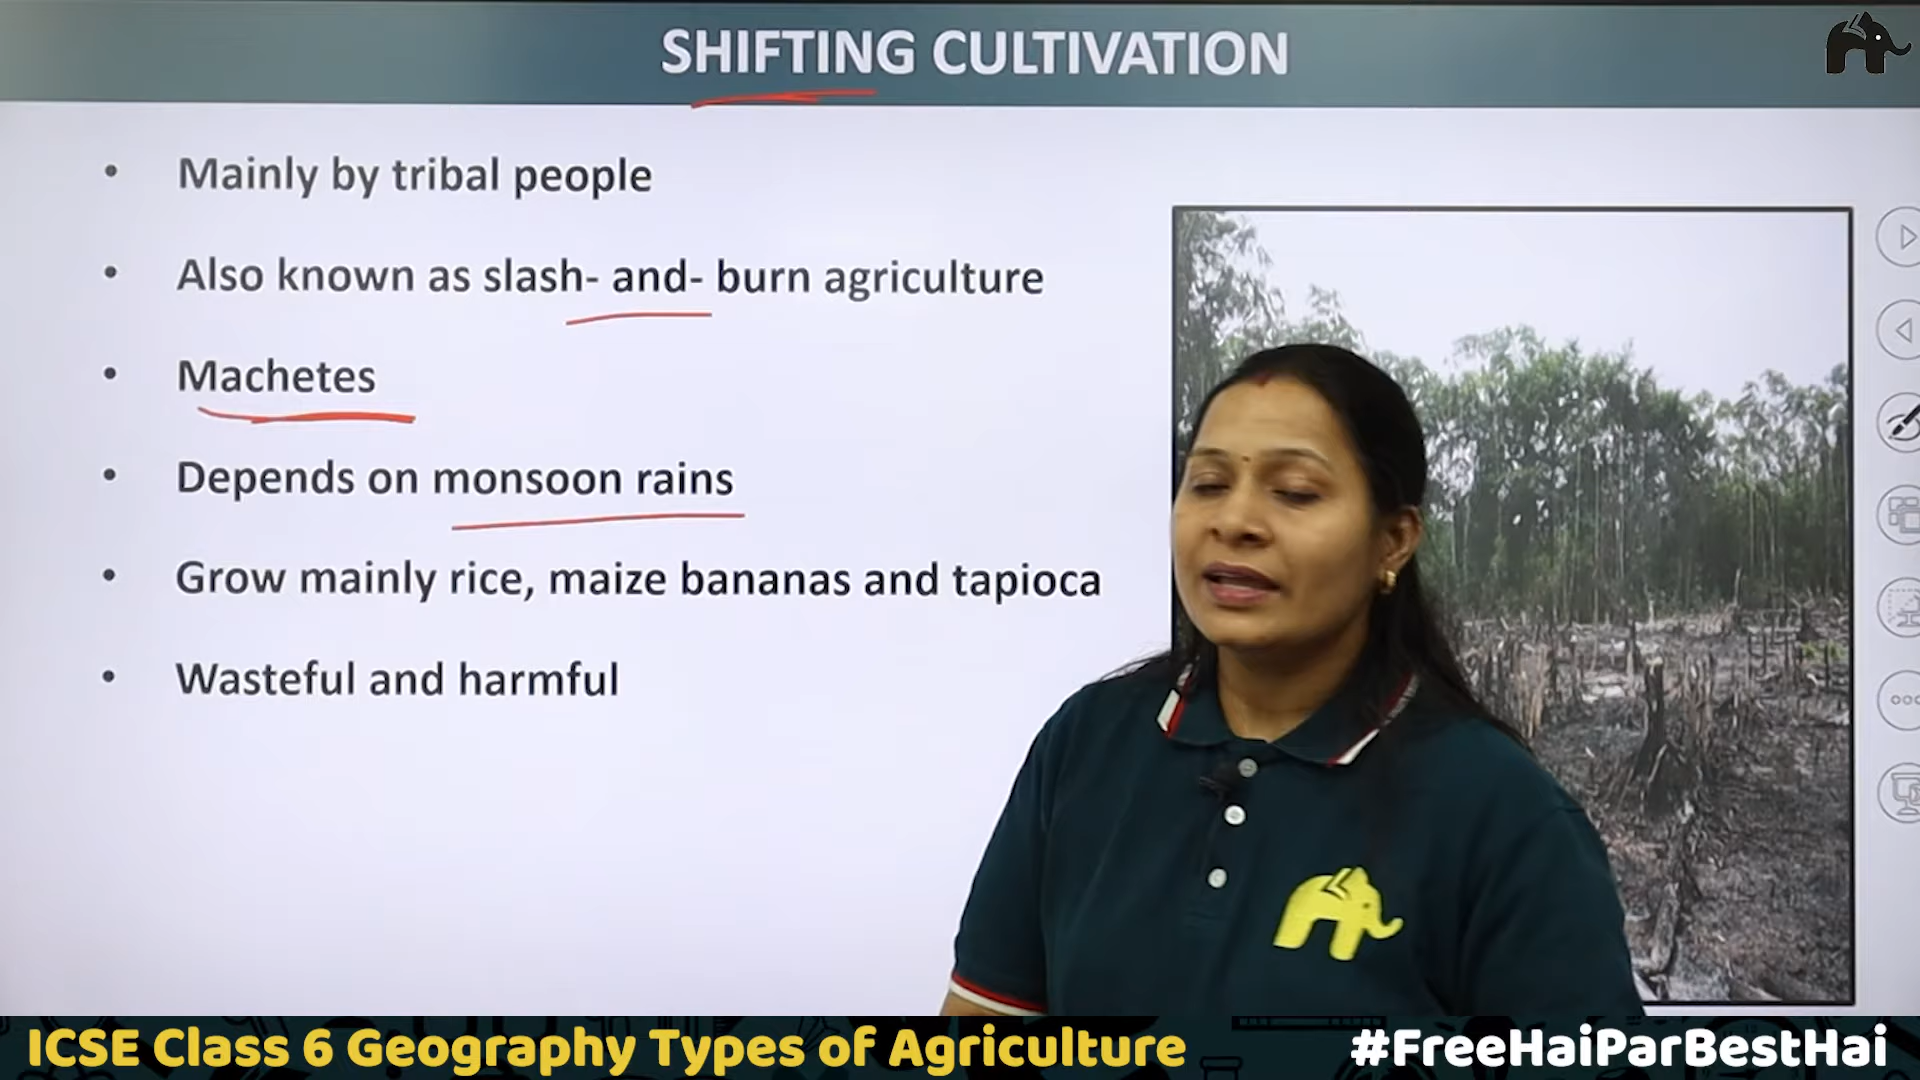 SHIFTING CULTIVATION
• Mainly by tribal people
• Also known as slash- and- burn agriculture
• Machetes
• Depends on monsoon rains
• Grow mainly rice, maize bananas and tapioca
• Wasteful and harmful
ICSE Class 6 Geography Types of Agriculture
#FreeHaiParBestHai